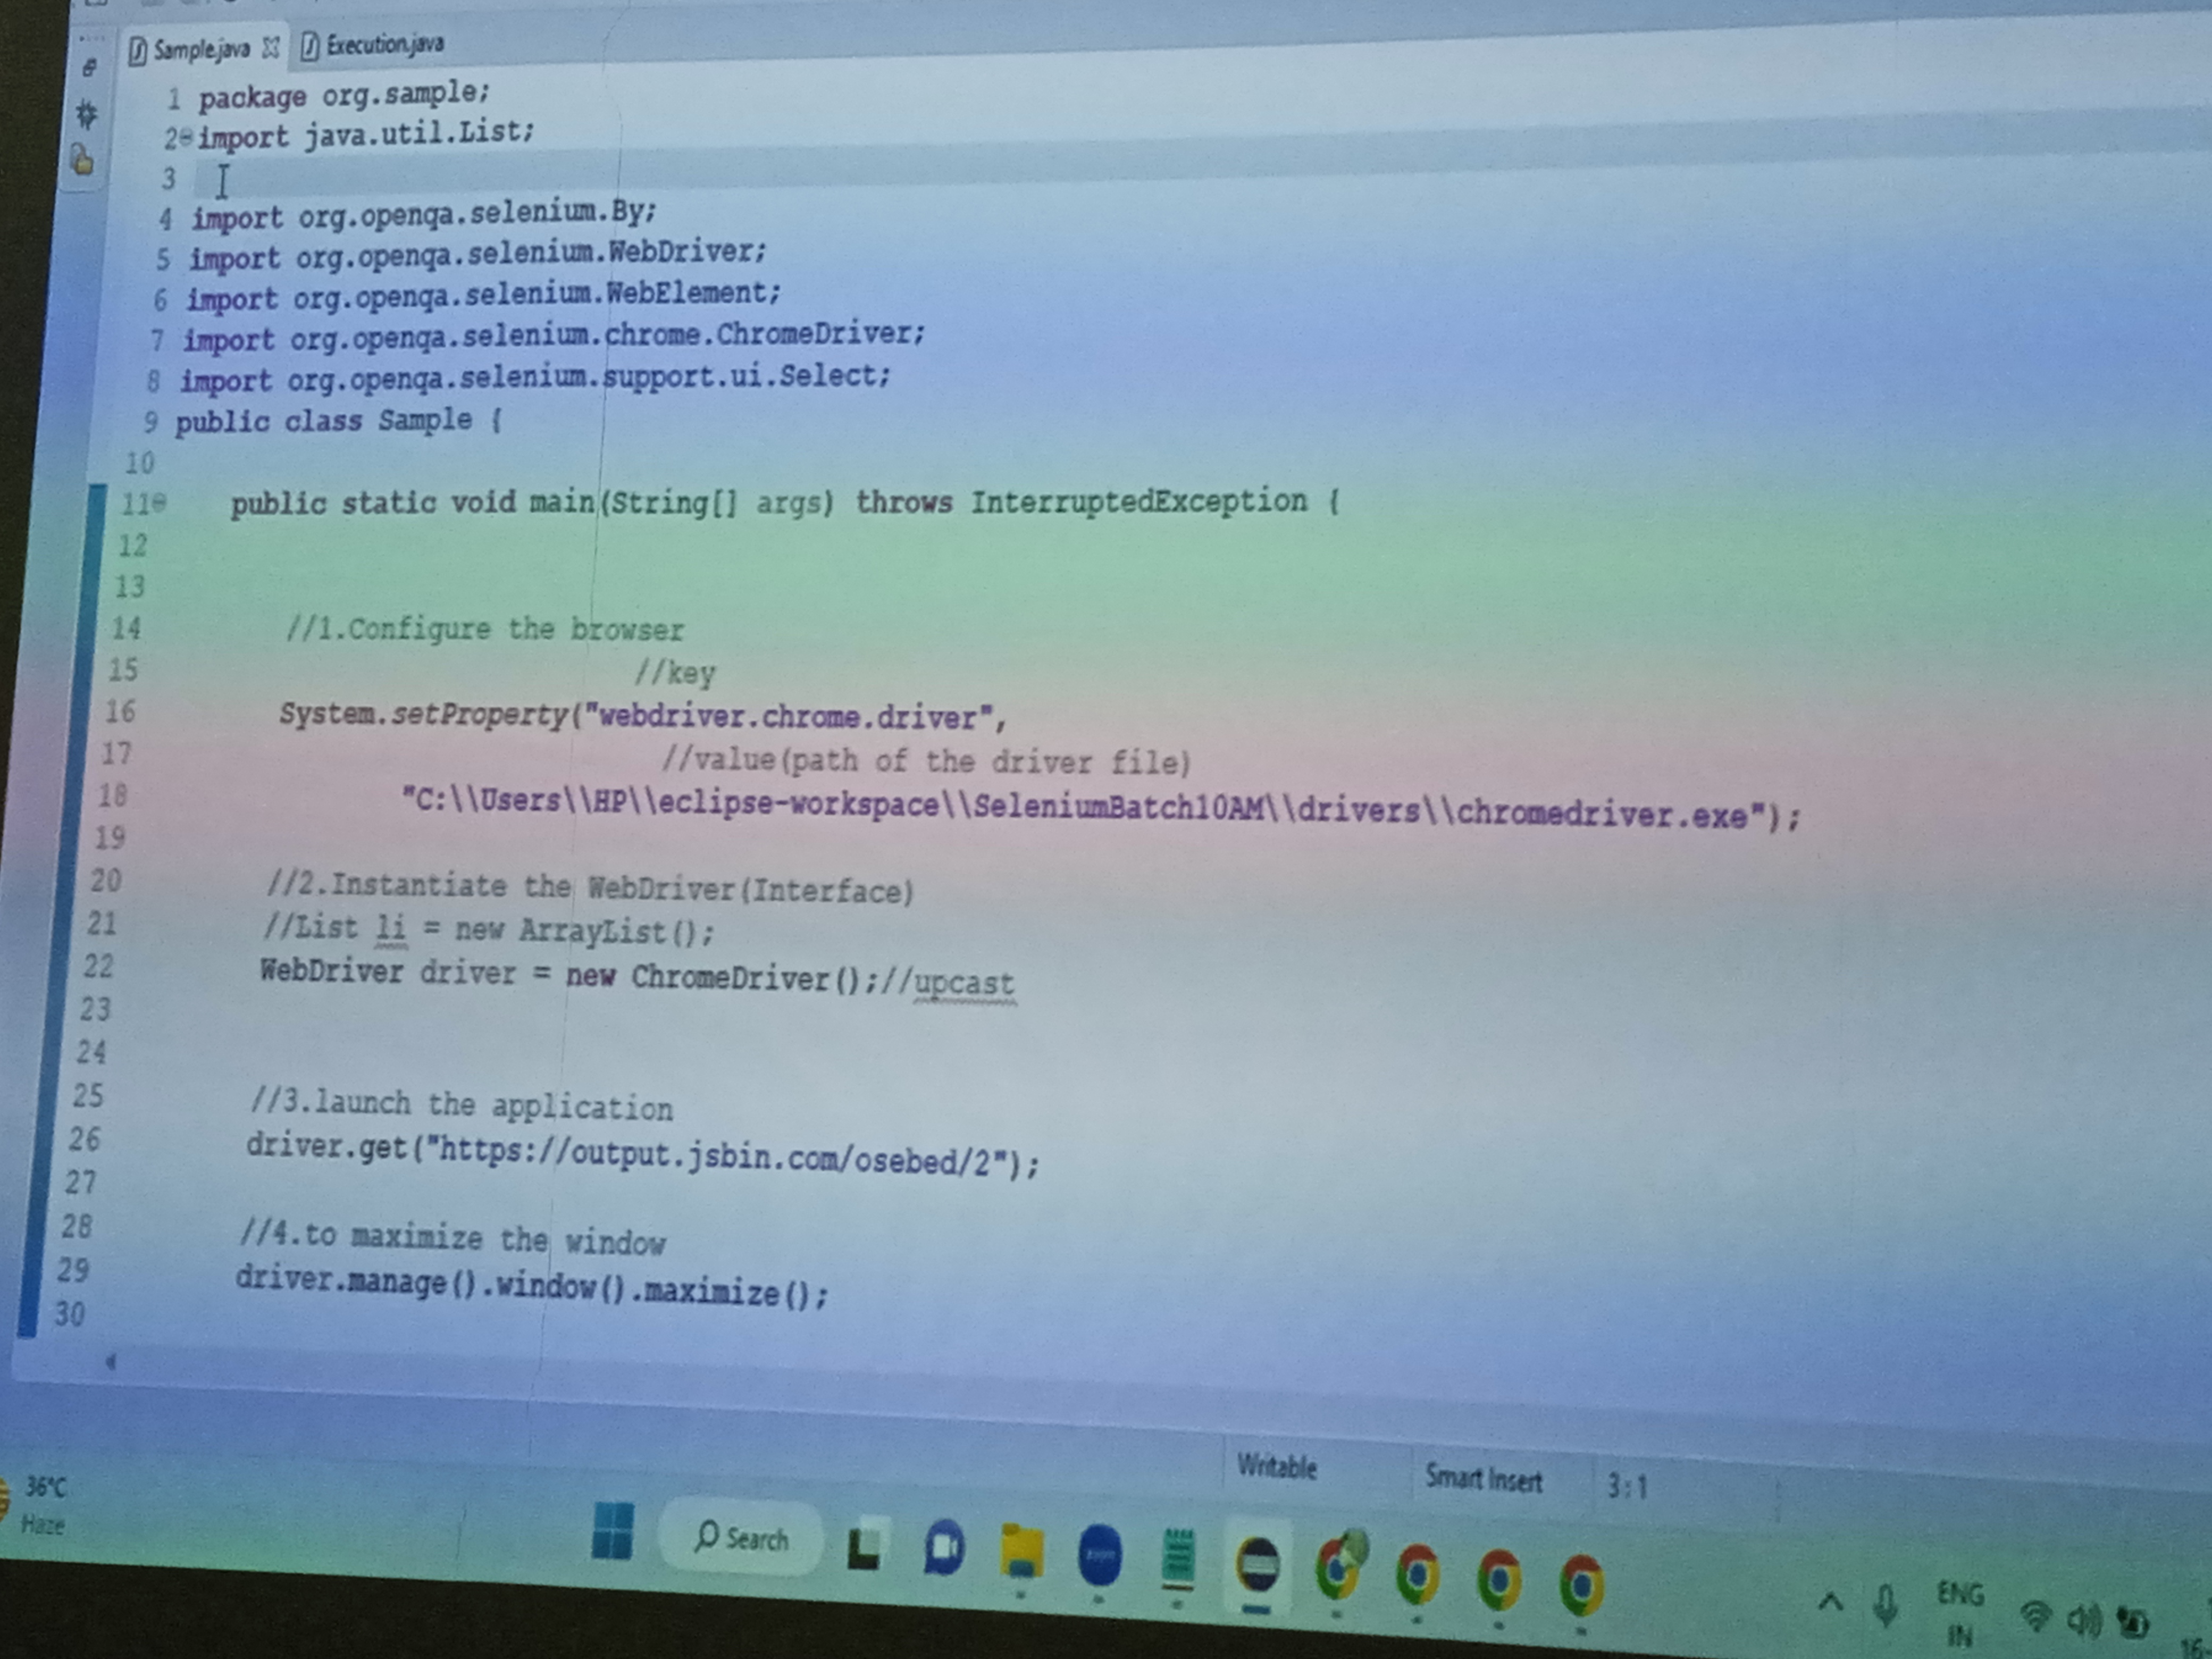 Sample.java Execution.java
1 package org.sample;
2 import java.util.List;
3
4 import org.openqa.selenium.By;
5 import org.openqa.selenium.WebDriver;
6 import org.openqa.selenium.WebElement;
7 import org.openqa.selenium.chrome.ChromeDriver;
8 import org.openqa.selenium.support.ui.Select;
9 public class Sample {
10
11 public static void main(String[] args) throws InterruptedException {
12
13
14 //1.Configure the browser
15 //key
16 System.setProperty("webdriver.chrome.driver",
17 //value(path of the driver file)
18 "C:\\Users\\HP\\eclipse-workspace\\SeleniumBatch10AM\\drivers\\chromedriver.exe");
19
20 //2.Instantiate the WebDriver(Interface)
21 //List li = new ArrayList();
22 WebDriver driver = new ChromeDriver();//upcast
23
24
25 //3.launch the application
26 driver.get("https://output.jsbin.com/osebed/2");
27
28 //4.to maximize the window
29 driver.manage().window().maximize();
30
Writable Smart Insert 3:1
36°C
Haze
Search
zoom
ENG
IN